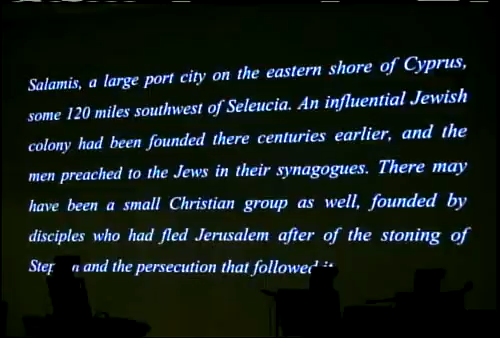 Salamis, a large port city on the eastern shore of Cyprus,
some 120 miles southwest of Seleucia. An influential Jewish
colony had been founded there centuries earlier, and the
men preached to the Jews in their synagogues. There may
have been a small Christian group as well, founded by
disciples who had fled Jerusalem after of the stoning of
and the persecution that followed